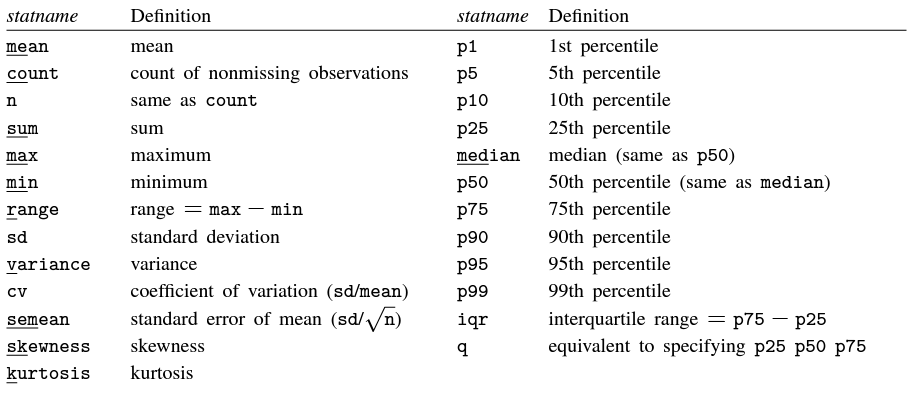 statname Definition statname Definition
mean mean p1 1st percentile
count count of nonmissing observations p5 5th percentile
n same as count p10 10th percentile
sum sum p25 25th percentile
max maximum median median (same as p50)
min minimum p50 50th percentile (same as median)
range range = max − min p75 75th percentile
sd standard deviation p90 90th percentile
variance variance p95 95th percentile
cv coefficient of variation (sd/mean) p99 99th percentile
semean standard error of mean (sd/√n) iqr interquartile range = p75 − p25
skewness skewness q equivalent to specifying p25 p50 p75
kurtosis kurtosis